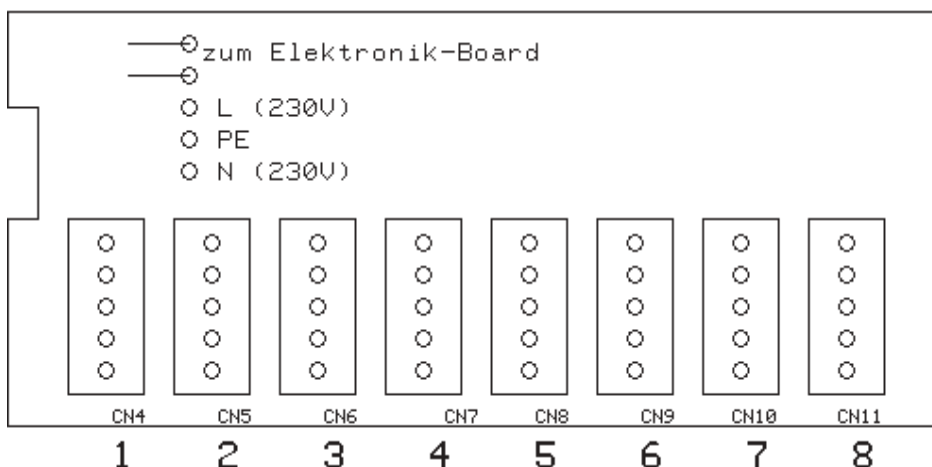 zum Elektronik-Board
L (230V)
PE
N (230V)
CN4 CN5 CN6 CN7 CN8 CN9 CN10 CN11
1 2 3 4 5 6 7 8